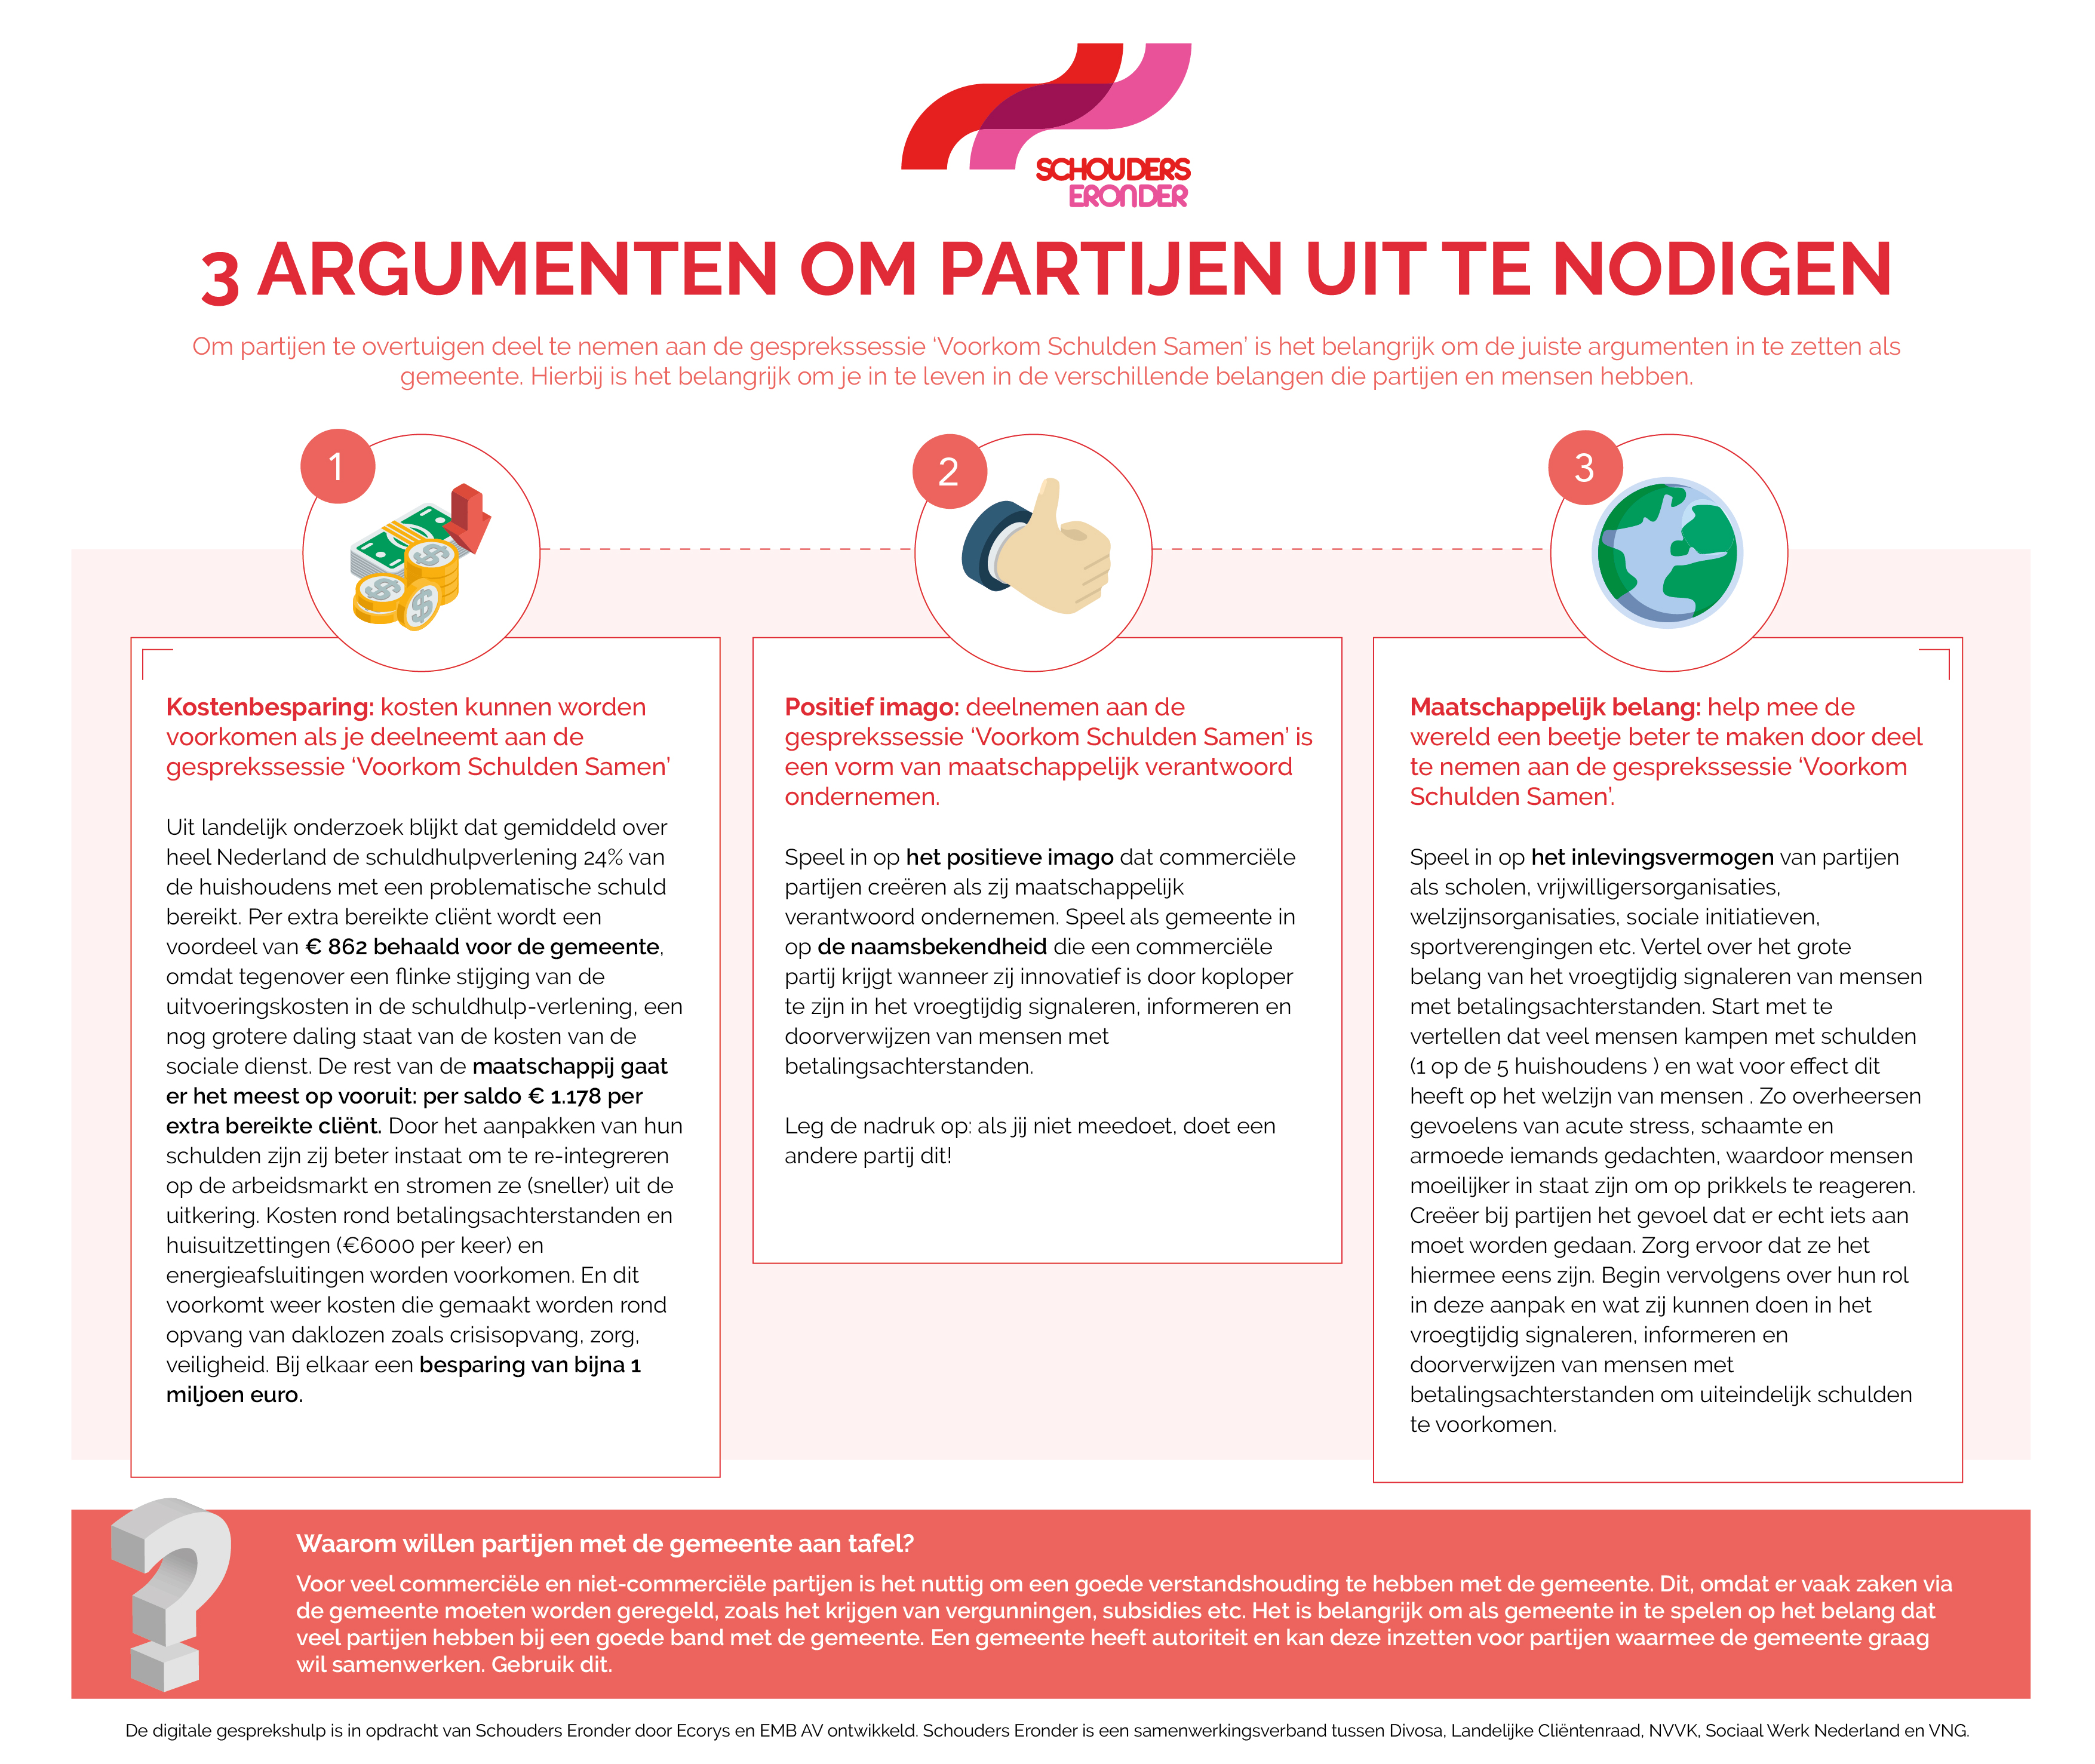 SCHOUDERS
ERONDER
3 ARGUMENTEN OM PARTIJEN UIT TE NODIGEN
Om partijen te overtuigen deel te nemen aan de gesprekssessie ‘Voorkom Schulden Samen’ is het belangrijk om de juiste argumenten in te zetten als
gemeente. Hierbij is het belangrijk om je in te leven in de verschillende belangen die partijen en mensen hebben.
1
Kostenbesparing: kosten kunnen worden
voorkomen als je deelneemt aan de
gesprekssessie ‘Voorkom Schulden Samen’
Uit landelijk onderzoek blijkt dat gemiddeld over
heel Nederland de schuldhulpverlening 24% van
de huishoudens met een problematische schuld
bereikt. Per extra bereikte cliënt wordt een
voordeel van € 862 behaald voor de gemeente,
omdat tegenover een flinke stijging van de
uitvoeringskosten in de schuldhulp-verlening, een
nog grotere daling staat van de kosten van de
sociale dienst. De rest van de maatschappij gaat
er het meest op vooruit: per saldo € 1.178 per
extra bereikte cliënt. Door het aanpakken van hun
schulden zijn zij beter instaat om te re-integreren
op de arbeidsmarkt en stromen ze (sneller) uit de
uitkering. Kosten rond betalingsachterstanden en
huisuitzettingen (€6000 per keer) en
energieafsluitingen worden voorkomen. En dit
voorkomt weer kosten die gemaakt worden rond
opvang van daklozen zoals crisisopvang, zorg,
veiligheid. Bij elkaar een besparing van bijna 1
miljoen euro.
2
Positief imago: deelnemen aan de
gesprekssessie ‘Voorkom Schulden Samen’ is
een vorm van maatschappelijk verantwoord
ondernemen.
Speel in op het positieve imago dat commerciële
partijen creëren als zij maatschappelijk
verantwoord ondernemen. Speel als gemeente in
op de naamsbekendheid die een commerciële
partij krijgt wanneer zij innovatief is door koploper
te zijn in het vroegtijdig signaleren, informeren en
doorverwijzen van mensen met
betalingsachterstanden.
Leg de nadruk op: als jij niet meedoet, doet een
andere partij dit!
3
Maatschappelijk belang: help mee de
wereld een beetje beter te maken door deel
te nemen aan de gesprekssessie ‘Voorkom
Schulden Samen’.
Speel in op het inlevingsvermogen van partijen
als scholen, vrijwilligersorganisaties,
welzijnsorganisaties, sociale initiatieven,
sportverengingen etc. Vertel over het grote
belang van het vroegtijdig signaleren van mensen
met betalingsachterstanden. Start met te
vertellen dat veel mensen kampen met schulden
(1 op de 5 huishoudens ) en wat voor effect dit
heeft op het welzijn van mensen . Zo overheersen
gevoelens van acute stress, schaamte en
armoede iemands gedachten, waardoor mensen
moeilijker in staat zijn om op prikkels te reageren.
Creëer bij partijen het gevoel dat er echt iets aan
moet worden gedaan. Zorg ervoor dat ze het
hiermee eens zijn. Begin vervolgens over hun rol
in deze aanpak en wat zij kunnen doen in het
vroegtijdig signaleren, informeren en
doorverwijzen van mensen met
betalingsachterstanden om uiteindelijk schulden
te voorkomen.
Waarom willen partijen met de gemeente aan tafel?
Voor veel commerciële en niet-commerciële partijen is het nuttig om een goede verstandshouding te hebben met de gemeente. Dit, omdat er vaak zaken via
de gemeente moeten worden geregeld, zoals het krijgen van vergunningen, subsidies etc. Het is belangrijk om als gemeente in te spelen op het belang dat
veel partijen hebben bij een goede band met de gemeente. Een gemeente heeft autoriteit en kan deze inzetten voor partijen waarmee de gemeente graag
wil samenwerken. Gebruik dit.
De digitale gesprekshulp is in opdracht van Schouders Eronder door Ecorys en EMB AV ontwikkeld. Schouders Eronder is een samenwerkingsverband tussen Divosa, Landelijke Cliëntenraad, NVVK, Sociaal Werk Nederland en VNG.